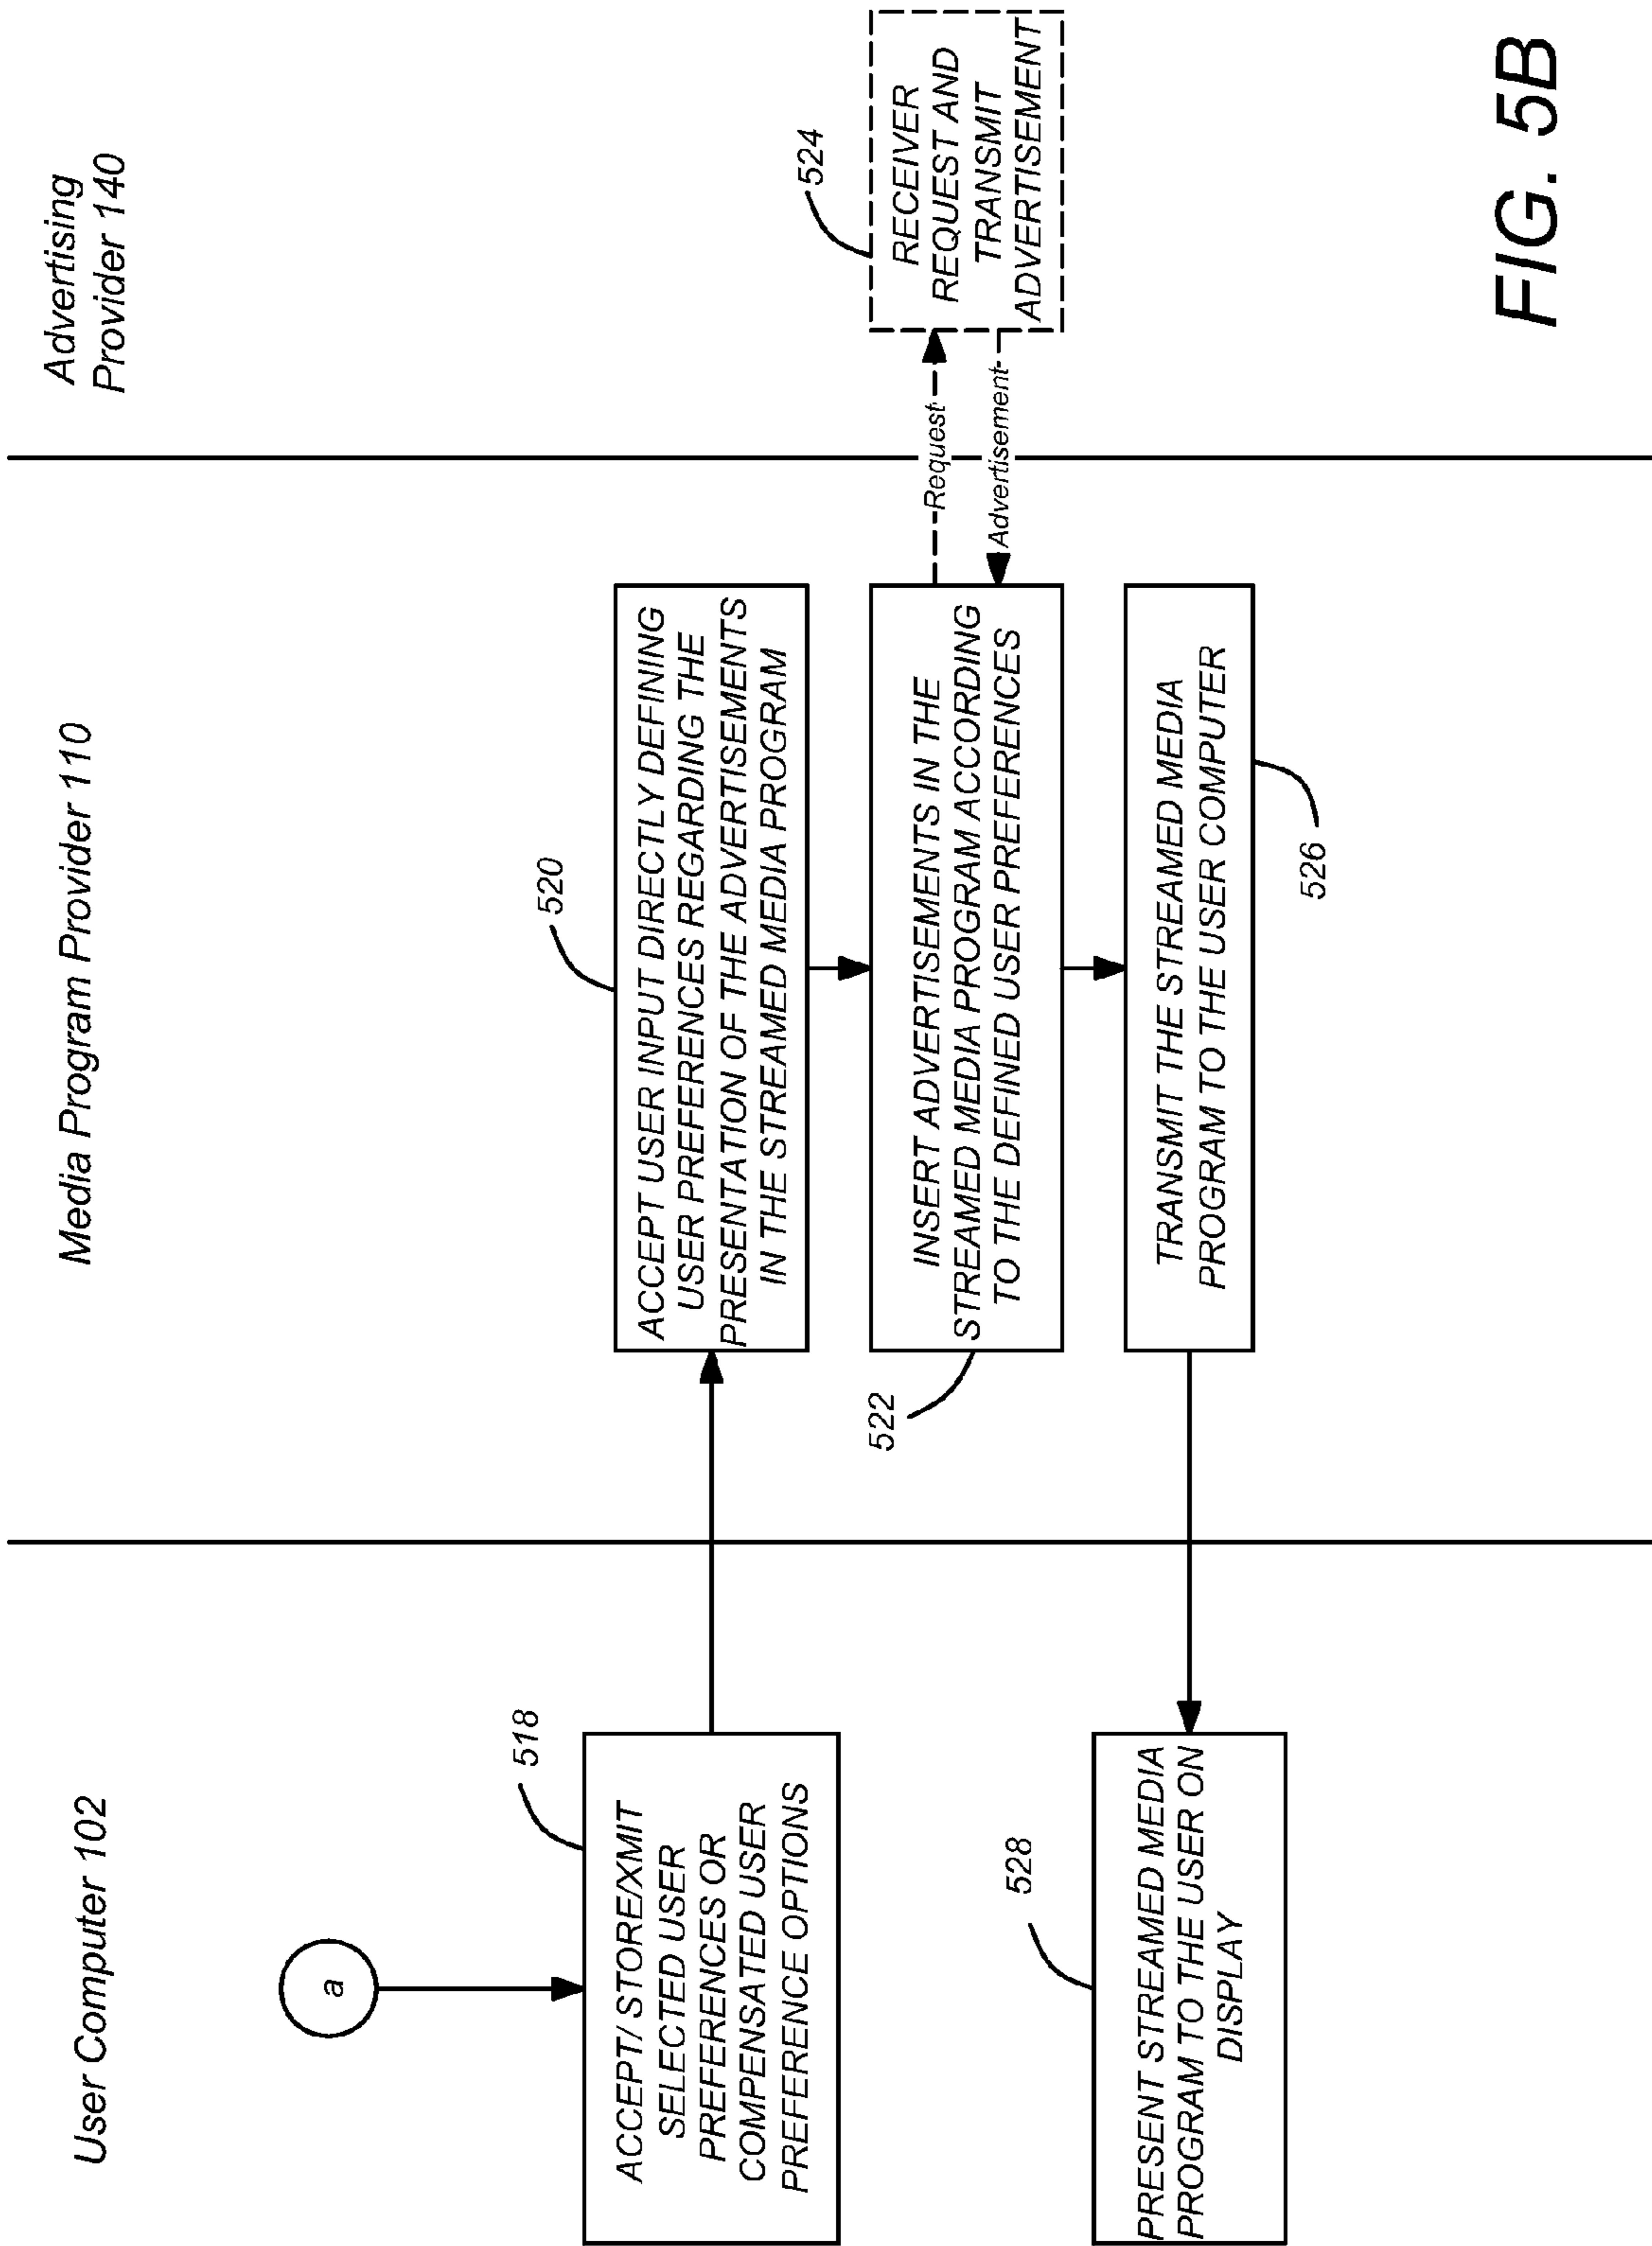 User Computer 102
Media Program Provider 110
Advertising
Provider 140
a
518
ACCEPT/ STORE/XMIT
SELECTED USER
PREFERENCES OR
COMPENSATED USER
PREFERENCE OPTIONS
520
ACCEPT USER INPUT DIRECTLY DEFINING
USER PREFERENCES REGARDING THE
PRESENTATION OF THE ADVERTISEMENTS
IN THE STREAMED MEDIA PROGRAM
522
INSERT ADVERTISEMENTS IN THE
STREAMED MEDIA PROGRAM ACCORDING
TO THE DEFINED USER PREFERENCES
Request
Advertisement
524
RECEIVER
REQUEST AND
TRANSMIT
ADVERTISEMENT
TRANSMIT THE STREAMED MEDIA
PROGRAM TO THE USER COMPUTER
526
528
PRESENT STREAMED MEDIA
PROGRAM TO THE USER ON
DISPLAY
FIG. 5B